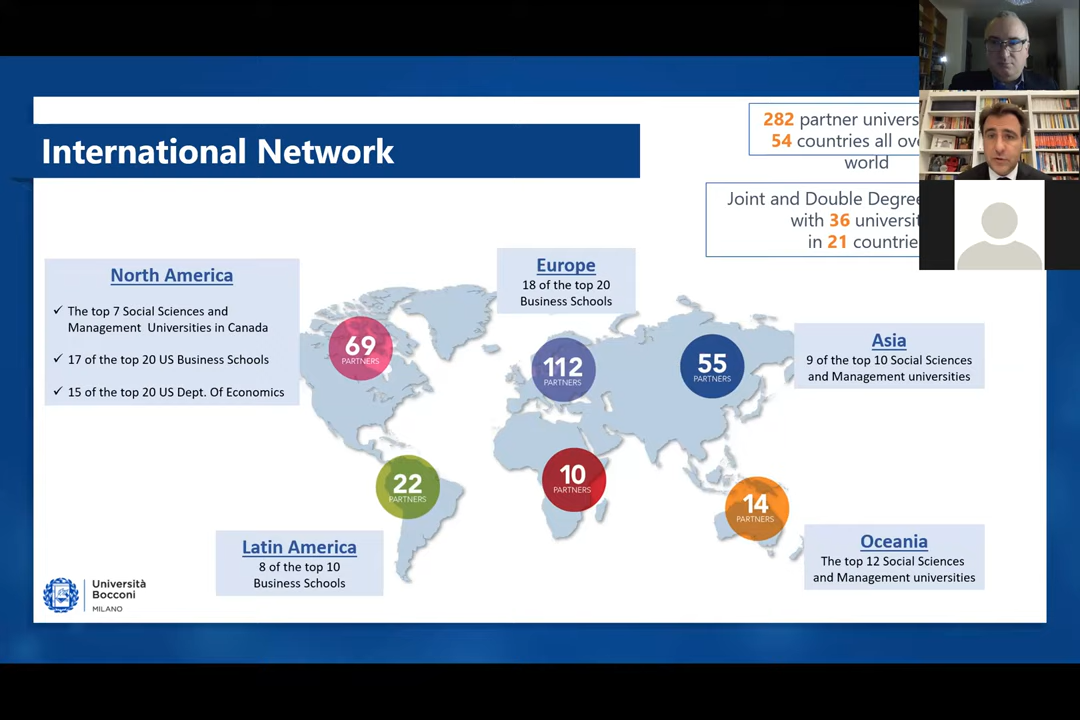 International Network
282 partner
54 countries all
world
Joint and Double
with 36
in 21
North America
✓ The top 7 Social Sciences and
Management Universities in Canada
✓ 17 of the top 20 US Business Schools
✓ 15 of the top 20 US Dept. Of Economics
Europe
18 of the top 20
Business Schools
Asia
9 of the top 10 Social Sciences
and Management universities
69
PARTNERS
112
PARTNERS
55
PARTNERS
22
PARTNERS
10
PARTNERS
14
PARTNERS
Latin America
8 of the top 10
Business Schools
Oceania
The top 12 Social Sciences
and Management universities
Università
Bocconi
MILANO